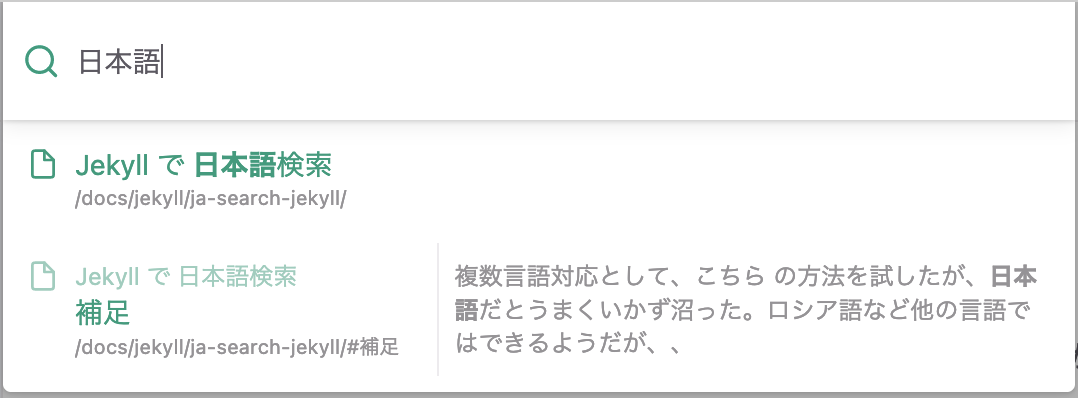 日本語
Jekyll で 日本語検索
/docs/jekyll/ja-search-jekyll/
Jekyll で 日本語検索
補足
/docs/jekyll/ja-search-jekyll/#補足
複数言語対応として、こちら の方法を試したが、日本
語だとうまくいかず沼った。ロシア語など他の言語で
はできるようだが、、